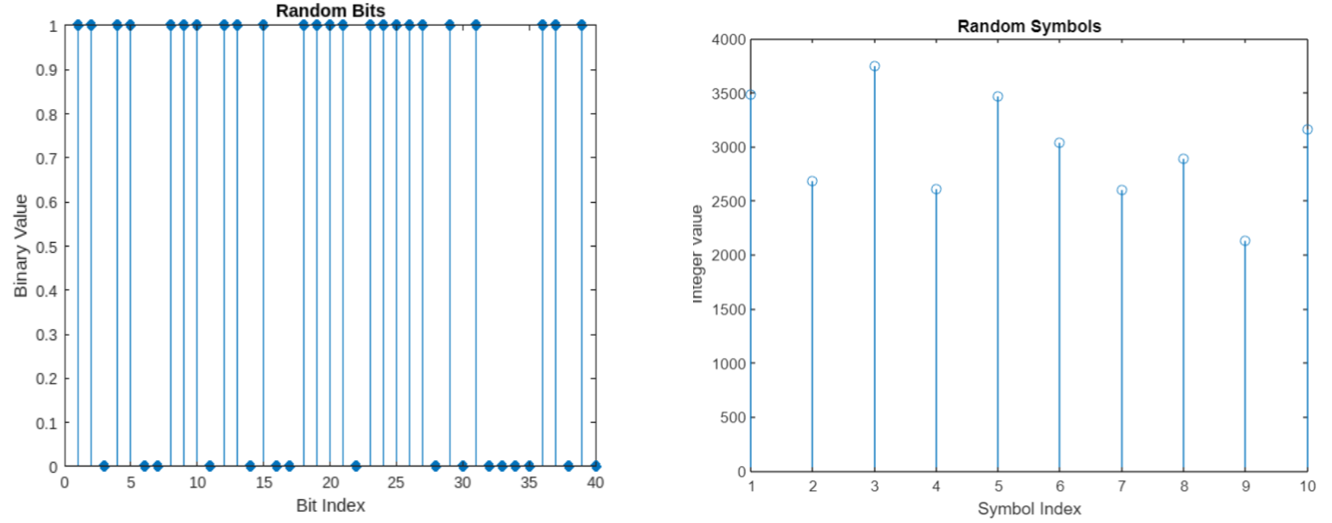 Random Bits
1
0.9
0.8
0.7
0.6
0.5
0.4
0.3
0.2
0.1
0
Binary Value
0 5 10 15 20 25 30 35 40
Bit Index
Random Symbols
4000
3500
3000
2500
2000
1500
1000
500
0
Integer value
1 2 3 4 5 6 7 8 9 10
Symbol Index